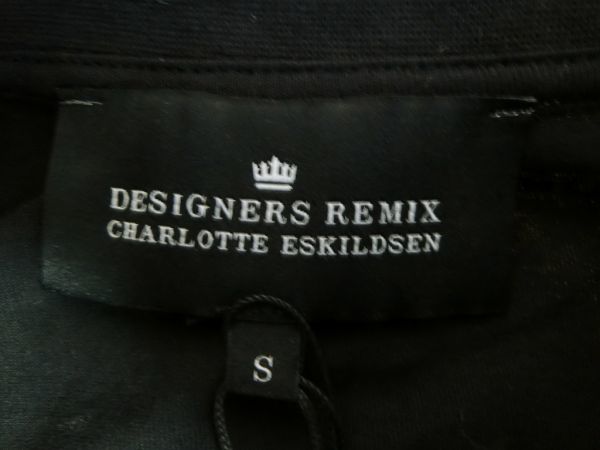 DESIGNERS REMIX
CHARLOTTE ESKILDSEN
S